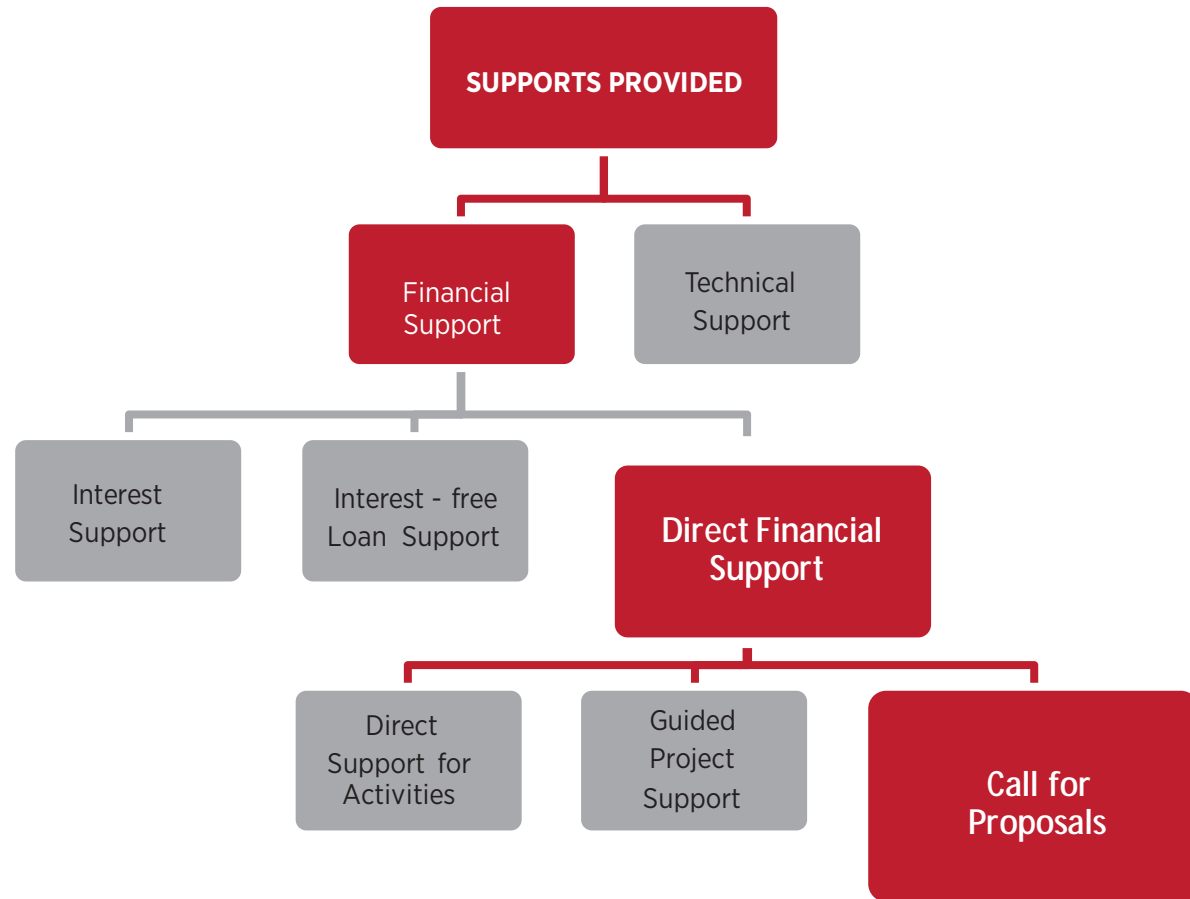 SUPPORTS PROVIDED
Financial
Support
Technical
Support
Interest
Support
Interest - free
Loan Support
Direct Financial
Support
Direct
Support for
Activities
Guided
Project
Support
Call for
Proposals